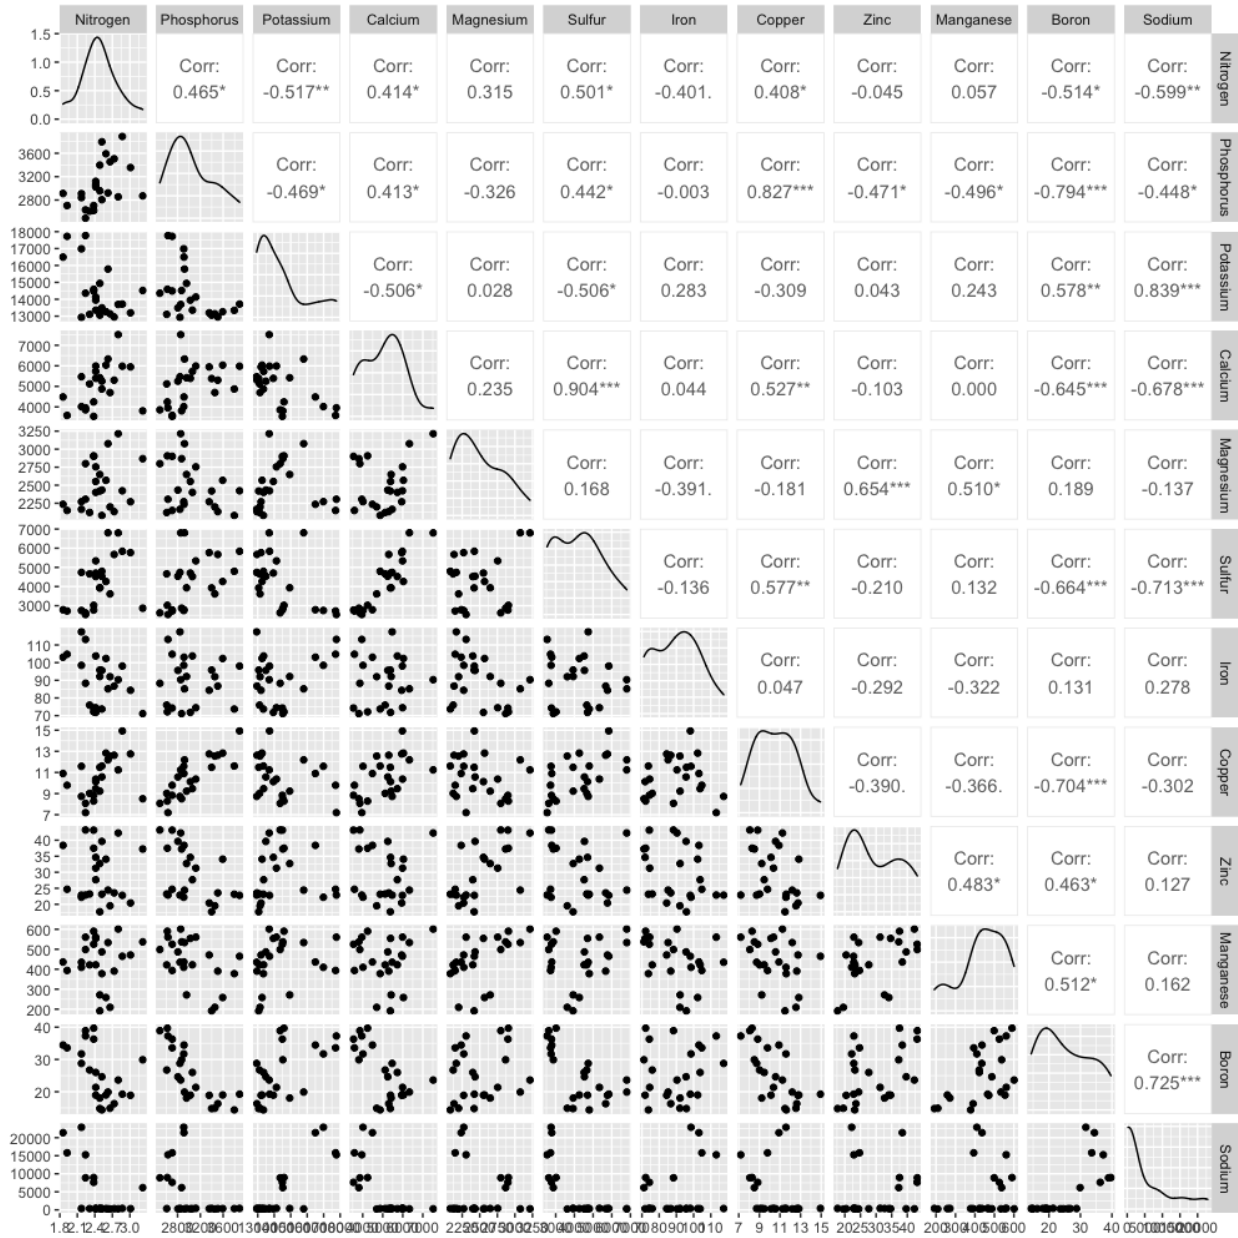 Nitrogen Phosphorus Potassium Calcium Magnesium Sulfur Iron Copper Zinc Manganese Boron Sodium
1.5
1.0
0.5
0.0
Corr: Corr: Corr: Corr: Corr: Corr: Corr: Corr: Corr: Corr: Corr:
0.465* -0.517** 0.414* 0.315 0.501* -0.401. 0.408* -0.045 0.057 -0.514* -0.599**
Nitrogen
3600
3200
2800
Corr: Corr: Corr: Corr: Corr: Corr: Corr: Corr: Corr: Corr:
-0.469* 0.413* -0.326 0.442* -0.003 0.827*** -0.471* -0.496* -0.794*** -0.448*
Phosphorus
18000
17000
16000
15000
14000
13000
Corr: Corr: Corr: Corr: Corr: Corr: Corr: Corr: Corr:
-0.506* 0.028 -0.506* 0.283 -0.309 0.043 0.243 0.578** 0.839***
Potassium
7000
6000
5000
4000
Corr: Corr: Corr: Corr: Corr: Corr: Corr: Corr:
0.235 0.904*** 0.044 0.527** -0.103 0.000 -0.645*** -0.678***
Calcium
3250
3000
2750
2500
2250
Corr: Corr: Corr: Corr: Corr: Corr: Corr:
0.168 -0.391. -0.181 0.654*** 0.510* 0.189 -0.137
Magnesium
7000
6000
5000
4000
3000
Corr: Corr: Corr: Corr: Corr: Corr:
-0.136 0.577** -0.210 0.132 -0.664*** -0.713***
Sulfur
110
100
90
80
70
Corr: Corr: Corr: Corr: Corr:
0.047 -0.292 -0.322 0.131 0.278
Iron
15
13
11
9
7
Corr: Corr: Corr: Corr:
-0.390. -0.366. -0.704*** -0.302
Copper
40
35
30
25
20
Corr: Corr: Corr:
0.483* 0.463* 0.127
Zinc
600
500
400
300
200
Corr: Corr:
0.512* 0.162
Manganese
40
30
20
Corr:
0.725***
Boron
20000
15000
10000
5000
0
Sodium
7 9 11 13 15 2025303540 200300400500600 20 30 40